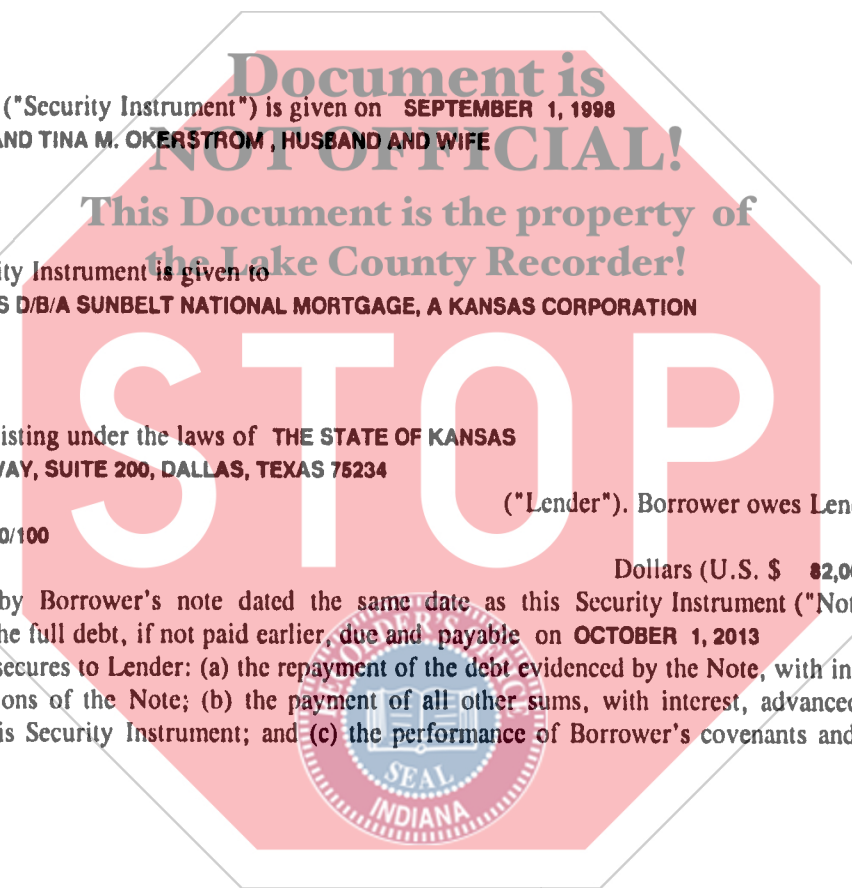 Document is
("Security Instrument") is given on SEPTEMBER 1, 1998
AND TINA M. OKERSTROM , HUSBAND AND WIFE
NOT OFFICIAL!
This Document is the property of
the Lake County Recorder!
ity Instrument is given to
S D/B/A SUNBELT NATIONAL MORTGAGE, A KANSAS CORPORATION
STOP
isting under the laws of THE STATE OF KANSAS
WAY, SUITE 200, DALLAS, TEXAS 75234
("Lender"). Borrower owes Len
0/100
Dollars (U.S. $ 82,0
by Borrower's note dated the same date as this Security Instrument ("Not
he full debt, if not paid earlier, due and payable on OCTOBER 1, 2013
secures to Lender: (a) the repayment of the debt evidenced by the Note, with in
ons of the Note; (b) the payment of all other sums, with interest, advance
is Security Instrument; and (c) the performance of Borrower's covenants and
RECORDER'S OFFICE
SEAL
INDIANA